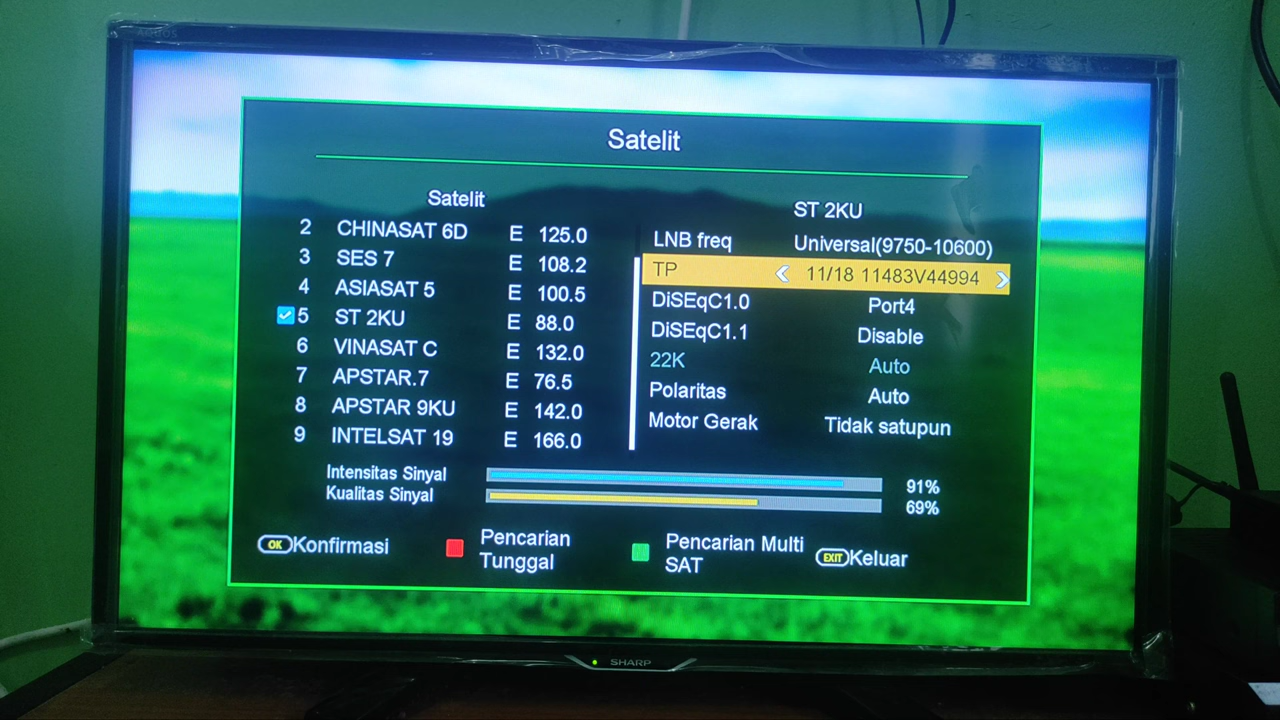 AQUOS
Satelit
Satelit
2 CHINASAT 6D E 125.0
3 SES 7 E 108.2
4 ASIASAT 5 E 100.5
5 ST 2KU E 88.0
6 VINASAT C E 132.0
7 APSTAR.7 E 76.5
8 APSTAR 9KU E 142.0
9 INTELSAT 19 E 166.0
ST 2KU
LNB freq Universal(9750-10600)
TP 11/18 11483V44994
DiSEqC1.0 Port4
DiSEqC1.1 Disable
22K Auto
Polaritas Auto
Motor Gerak Tidak satupun
Intensitas Sinyal 91%
Kualitas Sinyal 69%
OK Konfirmasi
Pencarian
Tunggal
Pencarian Multi
SAT
EXIT Keluar
SHARP